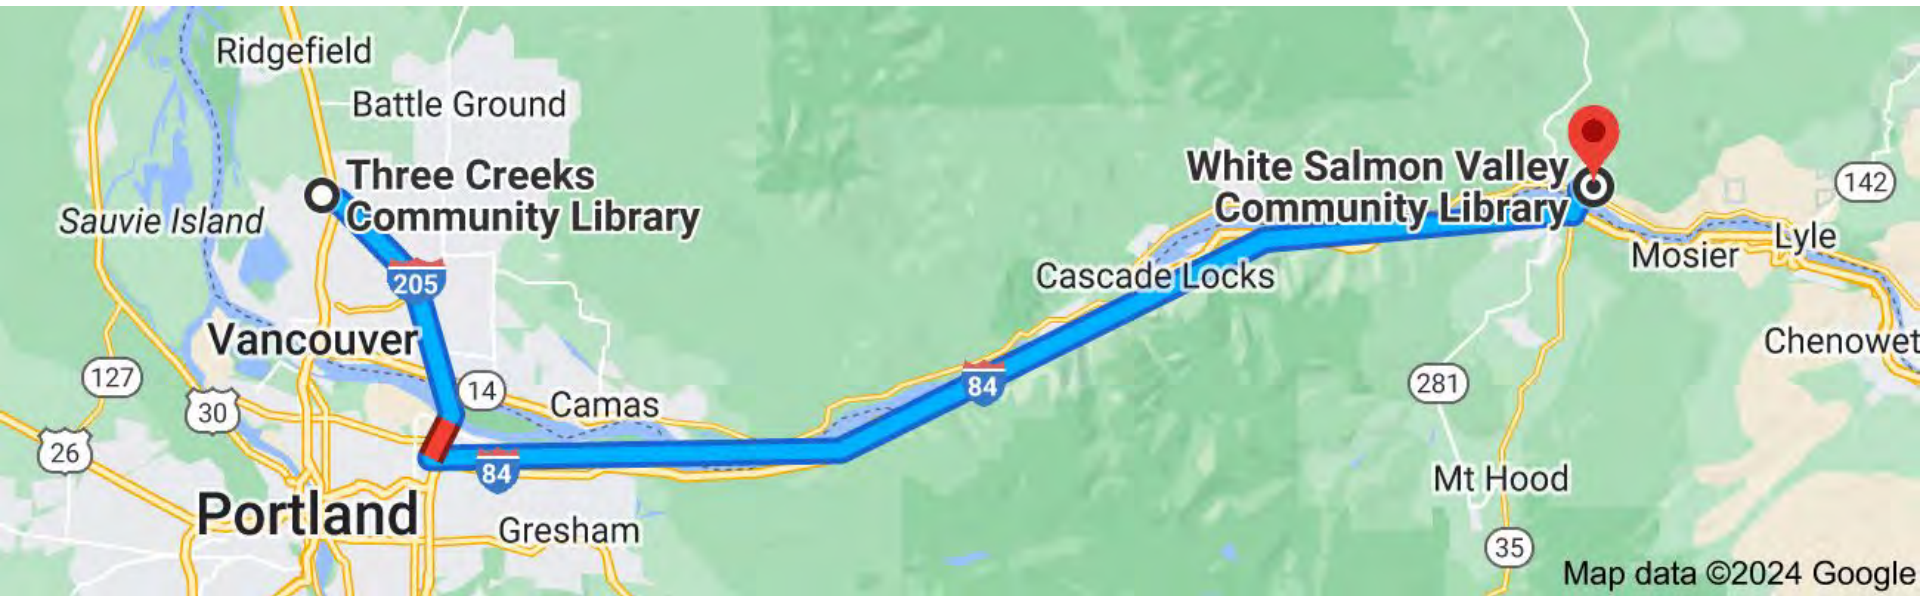 Ridgefield
Battle Ground
Three Creeks
Community Library
White Salmon Valley
Community Library
142
Sauvie Island
Lyle
Mosier
205
Cascade Locks
Vancouver
Chenowet
127
14
84
281
30
Camas
26
84
Mt Hood
Portland
Gresham
35
Map data ©2024 Google